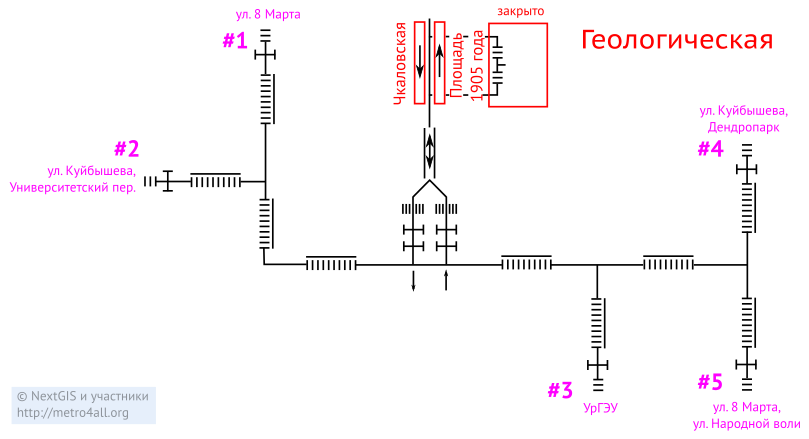 закрыто
ул. 8 Марта
#1
Геологическая
Чкаловская
Площадь
1905 года
ул. Куйбышева,
Дендропарк
#4
#2
ул. Куйбышева,
Университетский пер.
#3
УрГЭУ
#5
ул. 8 Марта,
ул. Народной воли
© NextGIS и участники
http://metro4all.org